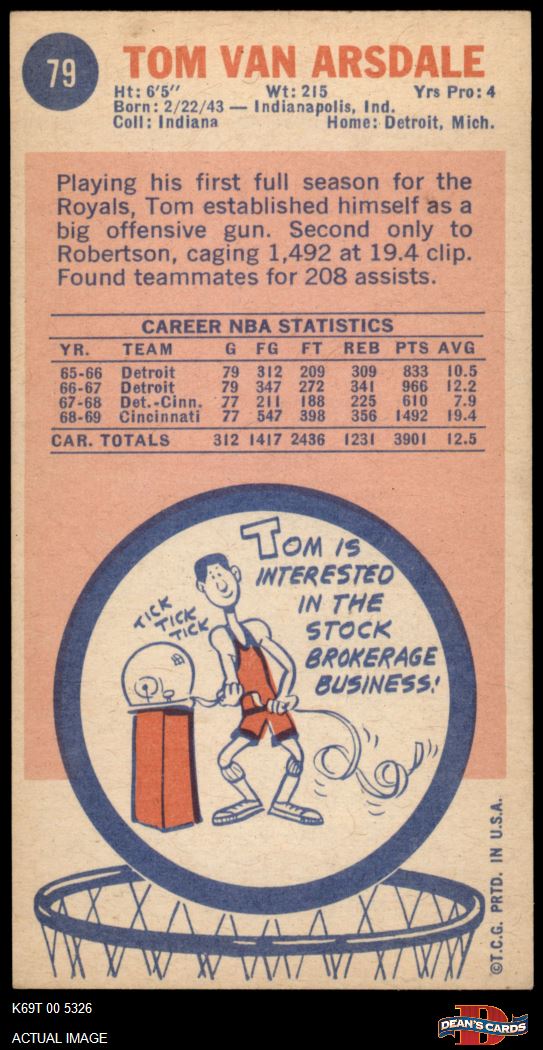 79
TOM VAN ARSDALE
Ht: 6'5" Wt: 215 Yrs Pro: 4
Born: 2/22/43 — Indianapolis, Ind.
Coll: Indiana Home: Detroit, Mich.
Playing his first full season for the
Royals, Tom established himself as a
big offensive gun. Second only to
Robertson, caging 1,492 at 19.4 clip.
Found teammates for 208 assists.
CAREER NBA STATISTICS
YR. TEAM G FG FT REB PTS AVG
65-66 Detroit 79 312 209 309 833 10.5
66-67 Detroit 79 347 272 341 966 12.2
67-68 Det.-Cinn. 77 211 188 225 610 7.9
68-69 Cincinnati 77 547 398 356 1492 19.4
CAR. TOTALS 312 1417 2436 1231 3901 12.5
TOM IS
INTERESTED
IN THE
STOCK
BROKERAGE
BUSINESS!
TICK
TICK
TICK
©T.C.G. PRTD. IN U.S.A.
K69T 00 5326
ACTUAL IMAGE
D
DEAN'S CARDS